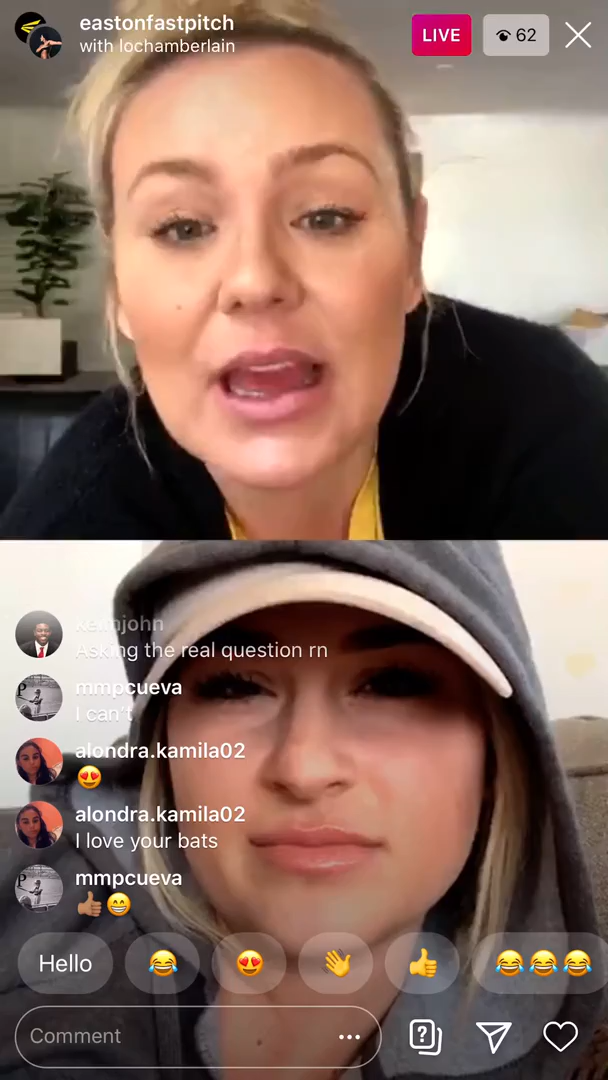 eastonfastpitch
LIVE
62
with lochamberlain
Asking the real question rn
mmpcueva
I can't
alondra.kamila02
😍
alondra.kamila02
I love your bats
mmpcueva
👍🏽😁
Hello
😂
😍
👋
👍
😂😂😂
Comment